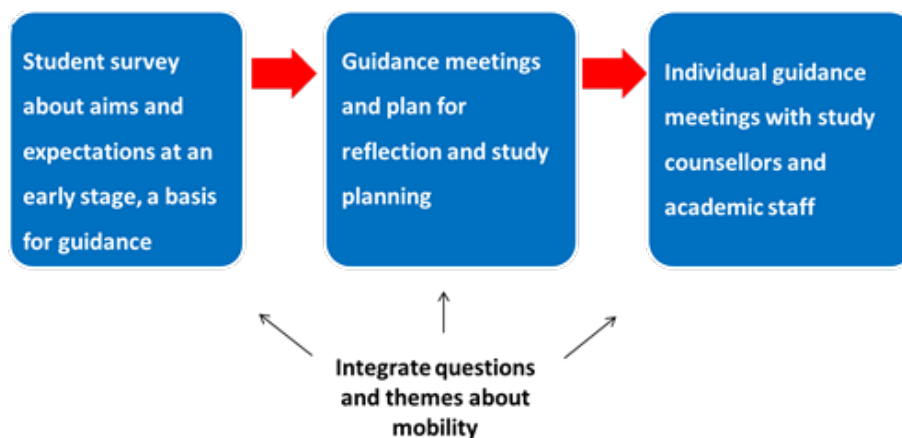 Student survey
about aims and
expectations at an
early stage, a basis
for guidance
Guidance meetings
and plan for
reflection and study
planning
Individual guidance
meetings with study
counsellors and
academic staff
Integrate questions
and themes about
mobility